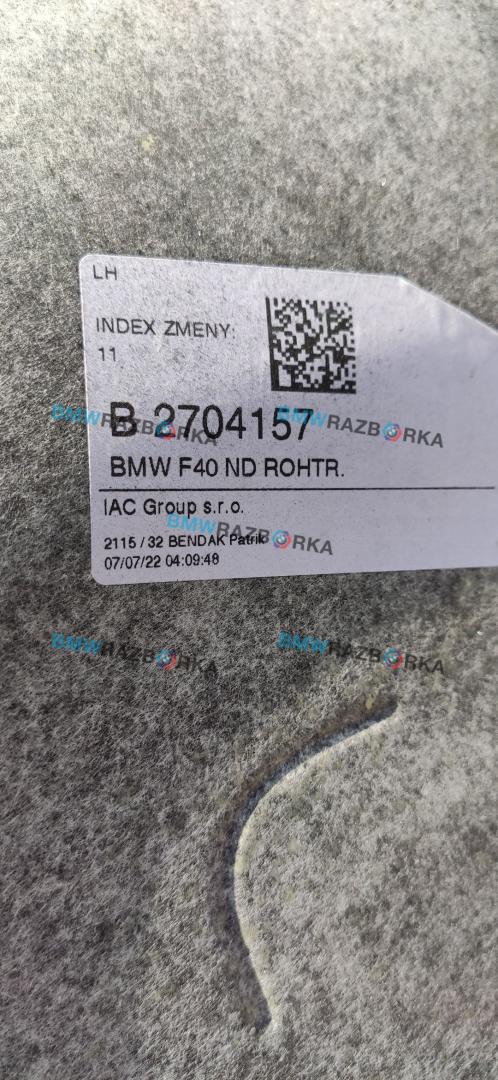 LH
INDEX ZMENY:
11
B 2704157
BMWRAZBORKA BMWRAZBORKA
BMW F40 ND ROHTR.
IAC Group s.r.o.
BMWRAZBORKA
2115 / 32 BENDAK Patrik
07/07/22 04:09:48
BMWRAZBORKA BMWRAZBORKA